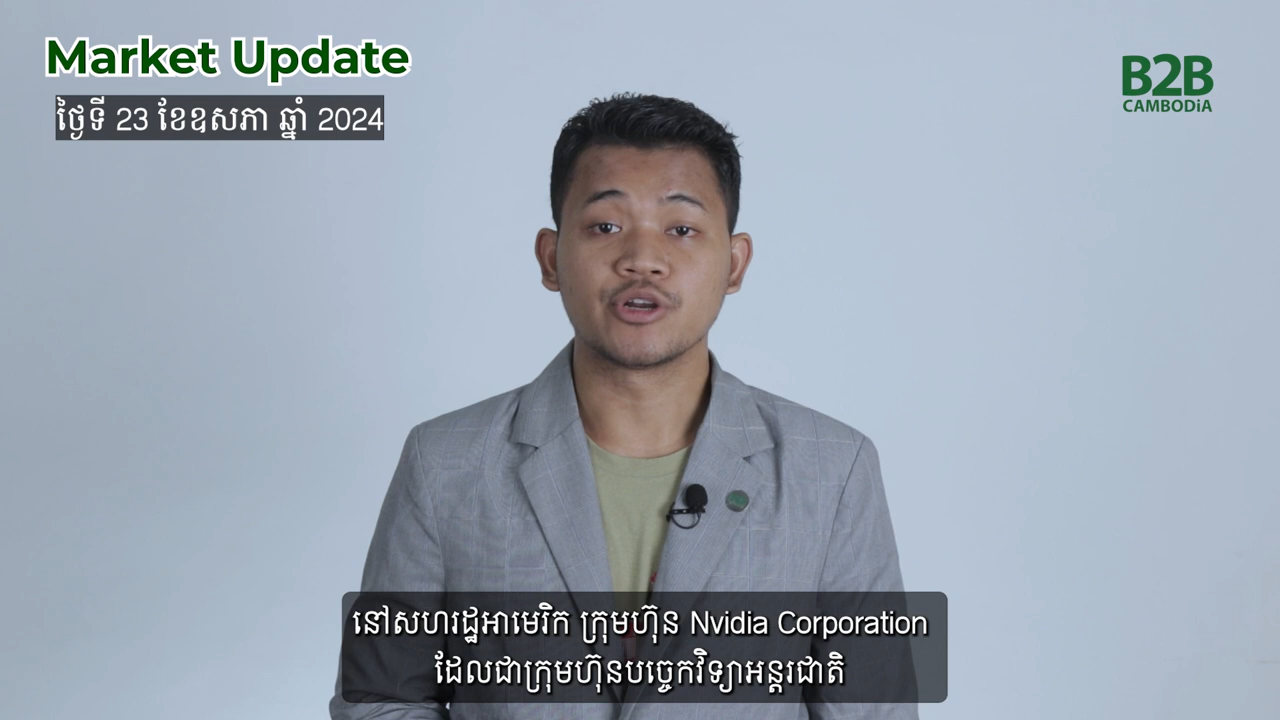 Market Update
ថ្ងៃទី 23 ខែឧសភា ឆ្នាំ 2024
B2B
CAMBODiA
នៅសហរដ្ឋអាមេរិក ក្រុមហ៊ុន Nvidia Corporation
ដែលជាក្រុមហ៊ុនបច្ចេកវិទ្យាអន្តរជាតិ